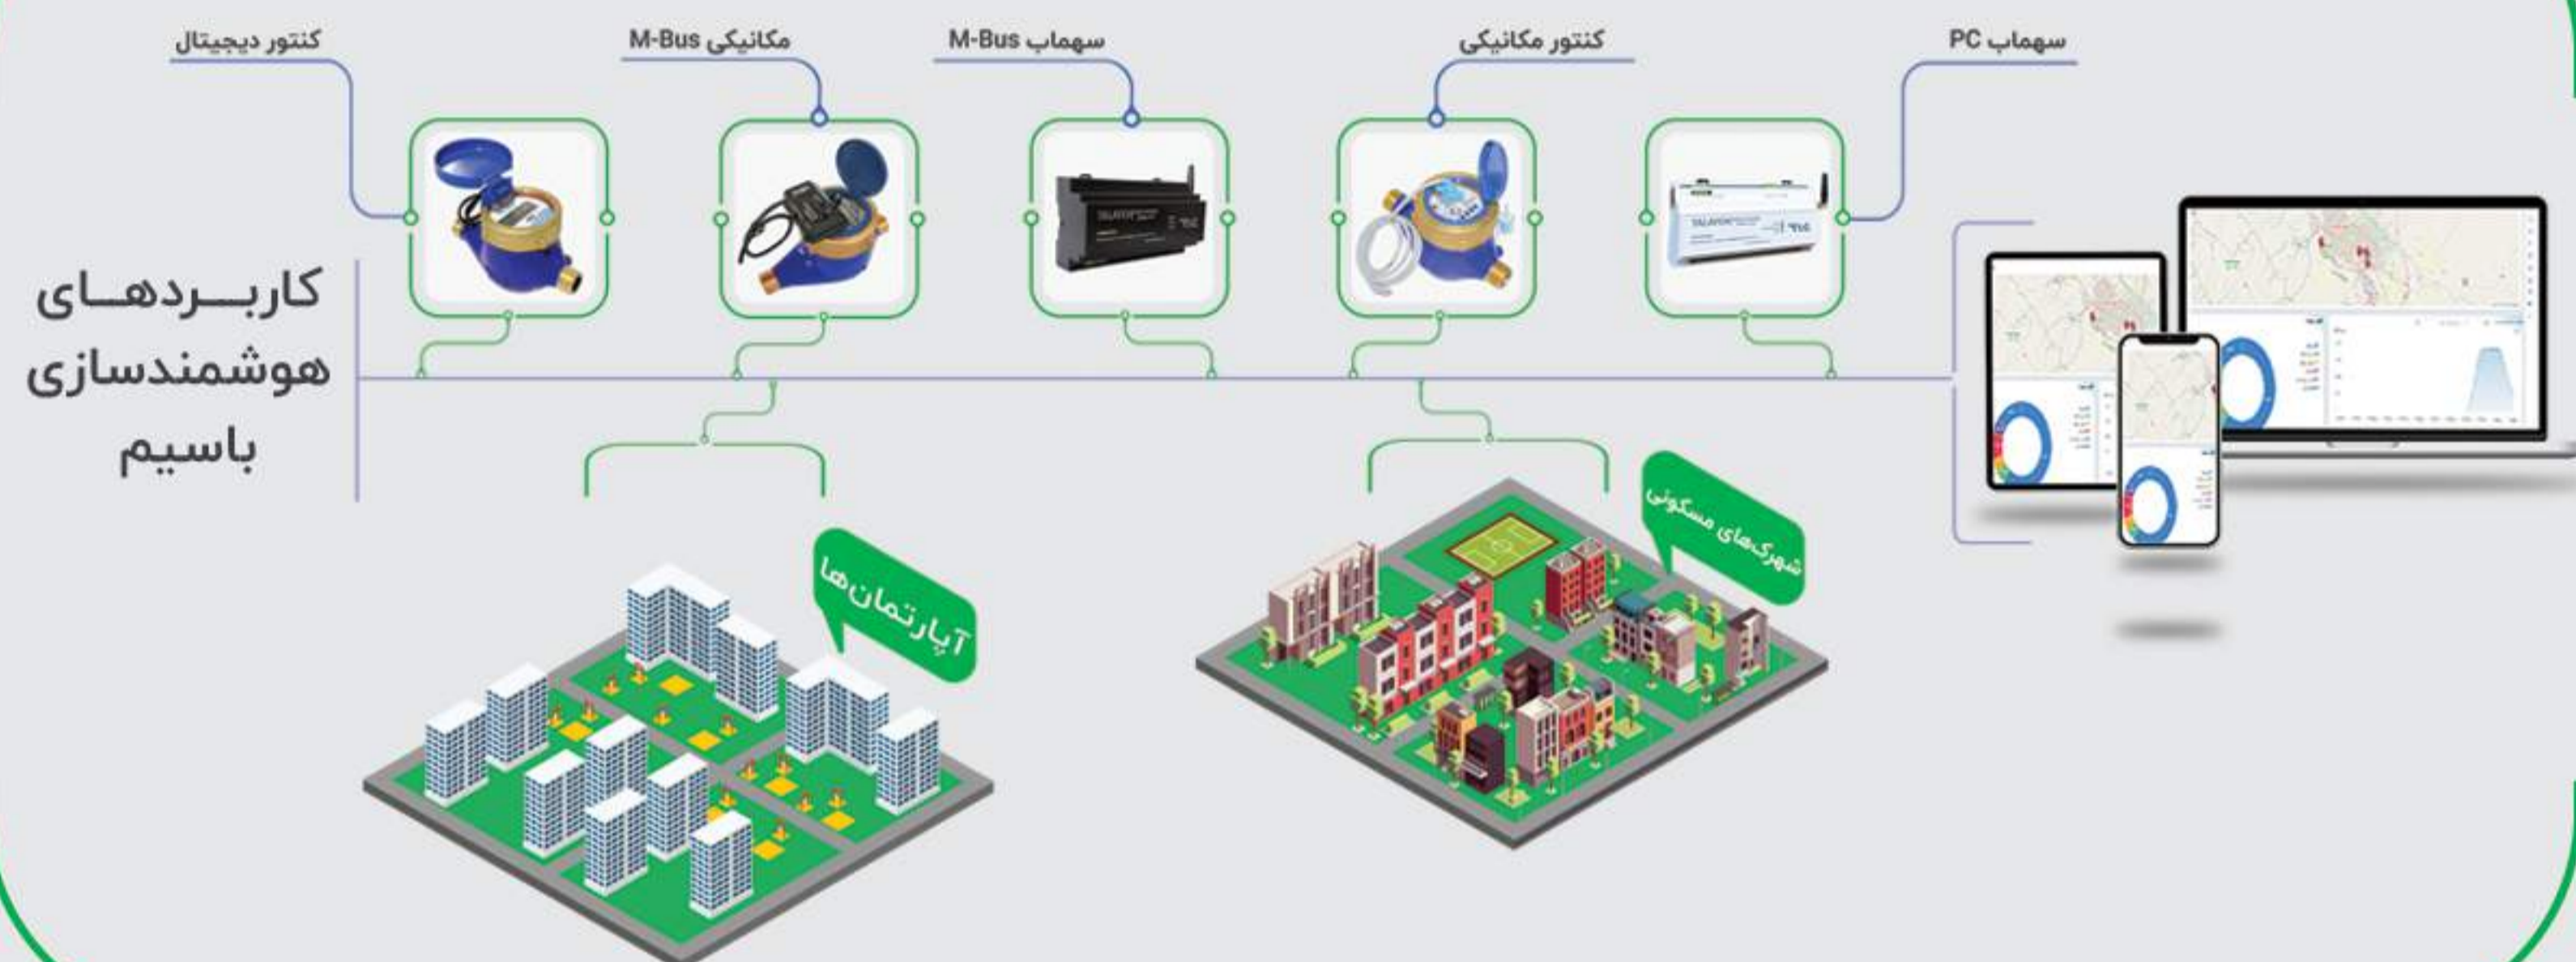 سهماب PC
کنتور مکانیکی
سهماب M-Bus
مکانیکی M-Bus
کنتور دیجیتال
کاربردهای
هوشمندسازی
باسیم
شهرک‌های مسکونی
آپارتمان‌ها